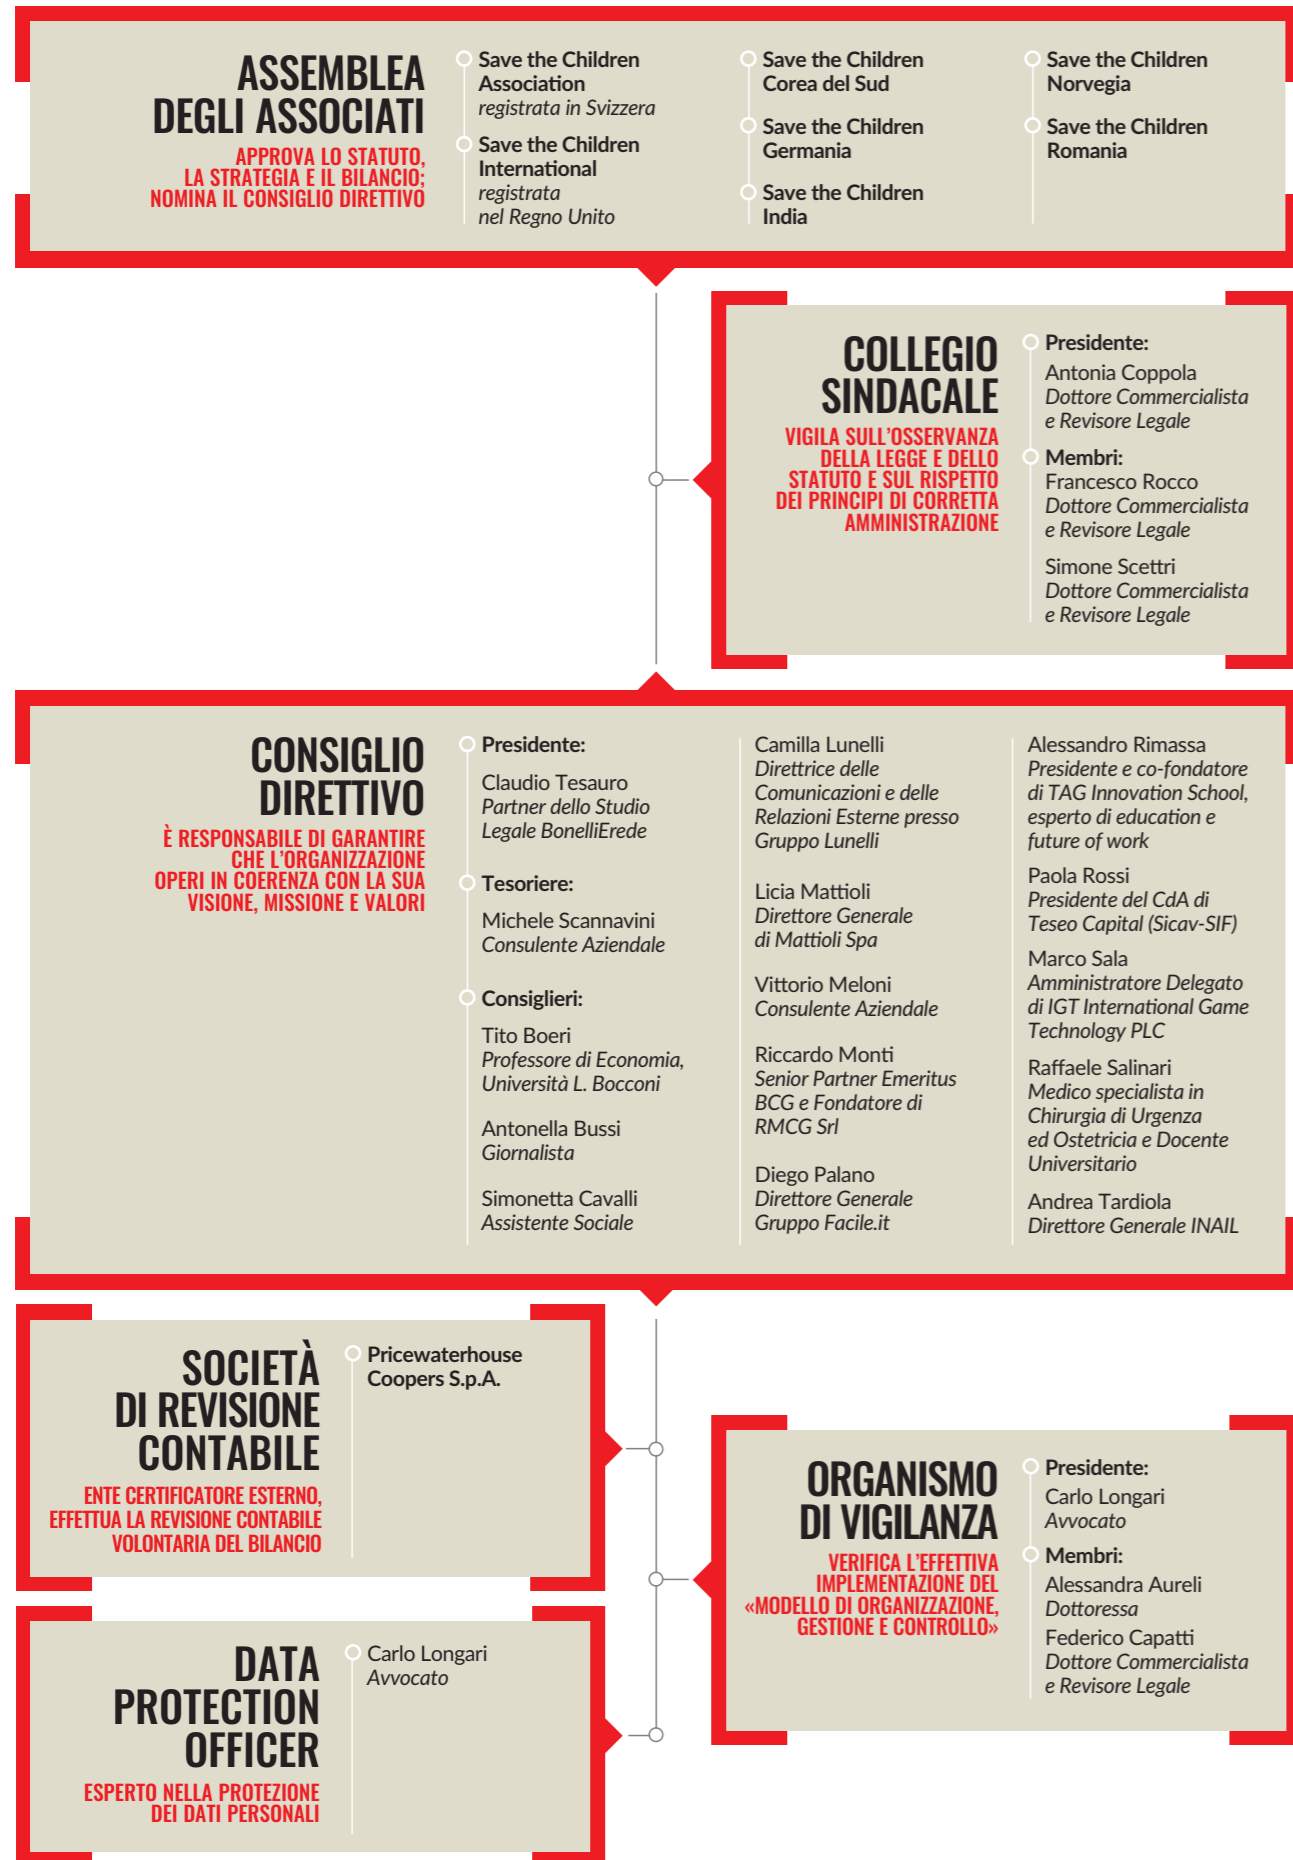 ASSEMBLEA
DEGLI ASSOCIATI
APPROVA LO STATUTO,
LA STRATEGIA E IL BILANCIO;
NOMINA IL CONSIGLIO DIRETTIVO
Save the Children
Association
registrata in Svizzera
Save the Children
International
registrata
nel Regno Unito
Save the Children
Corea del Sud
Save the Children
Germania
Save the Children
India
Save the Children
Norvegia
Save the Children
Romania
COLLEGIO
SINDACALE
VIGILA SULL'OSSERVANZA
DELLA LEGGE E DELLO
STATUTO E SUL RISPETTO
DEI PRINCIPI DI CORRETTA
AMMINISTRAZIONE
Presidente:
Antonia Coppola
Dottore Commercialista
e Revisore Legale
Membri:
Francesco Rocco
Dottore Commercialista
e Revisore Legale
Simone Scettri
Dottore Commercialista
e Revisore Legale
CONSIGLIO
DIRETTIVO
È RESPONSABILE DI GARANTIRE
CHE L'ORGANIZZAZIONE
OPERI IN COERENZA CON LA SUA
VISIONE, MISSIONE E VALORI
Presidente:
Claudio Tesauro
Partner dello Studio
Legale BonelliErede
Tesoriere:
Michele Scannavini
Consulente Aziendale
Consiglieri:
Tito Boeri
Professore di Economia,
Università L. Bocconi
Antonella Bussi
Giornalista
Simonetta Cavalli
Assistente Sociale
Camilla Lunelli
Direttrice delle
Comunicazioni e delle
Relazioni Esterne presso
Gruppo Lunelli
Licia Mattioli
Direttore Generale
di Mattioli Spa
Vittorio Meloni
Consulente Aziendale
Riccardo Monti
Senior Partner Emeritus
BCG e Fondatore di
RMCG Srl
Diego Palano
Direttore Generale
Gruppo Facile.it
Alessandro Rimassa
Presidente e co-fondatore
di TAG Innovation School,
esperto di education e
future of work
Paola Rossi
Presidente del CdA di
Teseo Capital (Sicav-SIF)
Marco Sala
Amministratore Delegato
di IGT International Game
Technology PLC
Raffaele Salinari
Medico specialista in
Chirurgia di Urgenza
ed Ostetricia e Docente
Universitario
Andrea Tardiola
Direttore Generale INAIL
SOCIETÀ
DI REVISIONE
CONTABILE
ENTE CERTIFICATORE ESTERNO,
EFFETTUA LA REVISIONE CONTABILE
VOLONTARIA DEL BILANCIO
Pricewaterhouse
Coopers S.p.A.
ORGANISMO
DI VIGILANZA
VERIFICA L'EFFETTIVA
IMPLEMENTAZIONE DEL
«MODELLO DI ORGANIZZAZIONE,
GESTIONE E CONTROLLO»
Presidente:
Carlo Longari
Avvocato
Membri:
Alessandra Aureli
Dottoressa
Federico Capatti
Dottore Commercialista
e Revisore Legale
DATA
PROTECTION
OFFICER
ESPERTO NELLA PROTEZIONE
DEI DATI PERSONALI
Carlo Longari
Avvocato